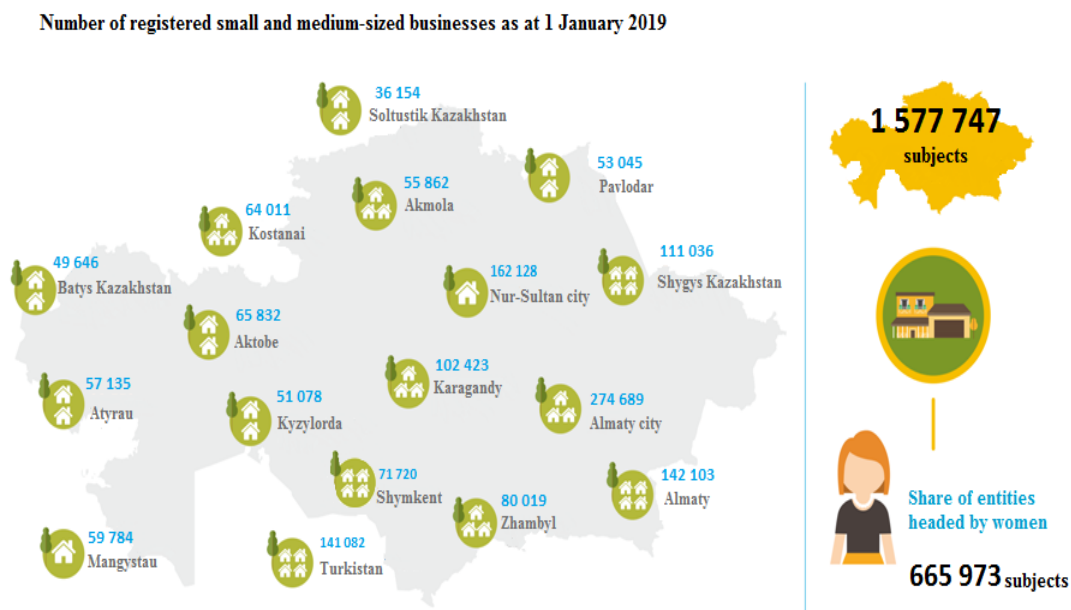 Number of registered small and medium-sized businesses as at 1 January 2019
36 154
Soltustik Kazakhstan
55 862
Akmola
53 045
Pavlodar
64 011
Kostanai
49 646
Batys Kazakhstan
162 128
Nur-Sultan city
111 036
Shygys Kazakhstan
65 832
Aktobe
57 135
Atyrau
51 078
Kyzylorda
102 423
Karagandy
274 689
Almaty city
71 720
Shymkent
80 019
Zhambyl
142 103
Almaty
59 784
Mangystau
141 082
Turkistan
1 577 747
subjects
Share of entities
headed by women
665 973 subjects